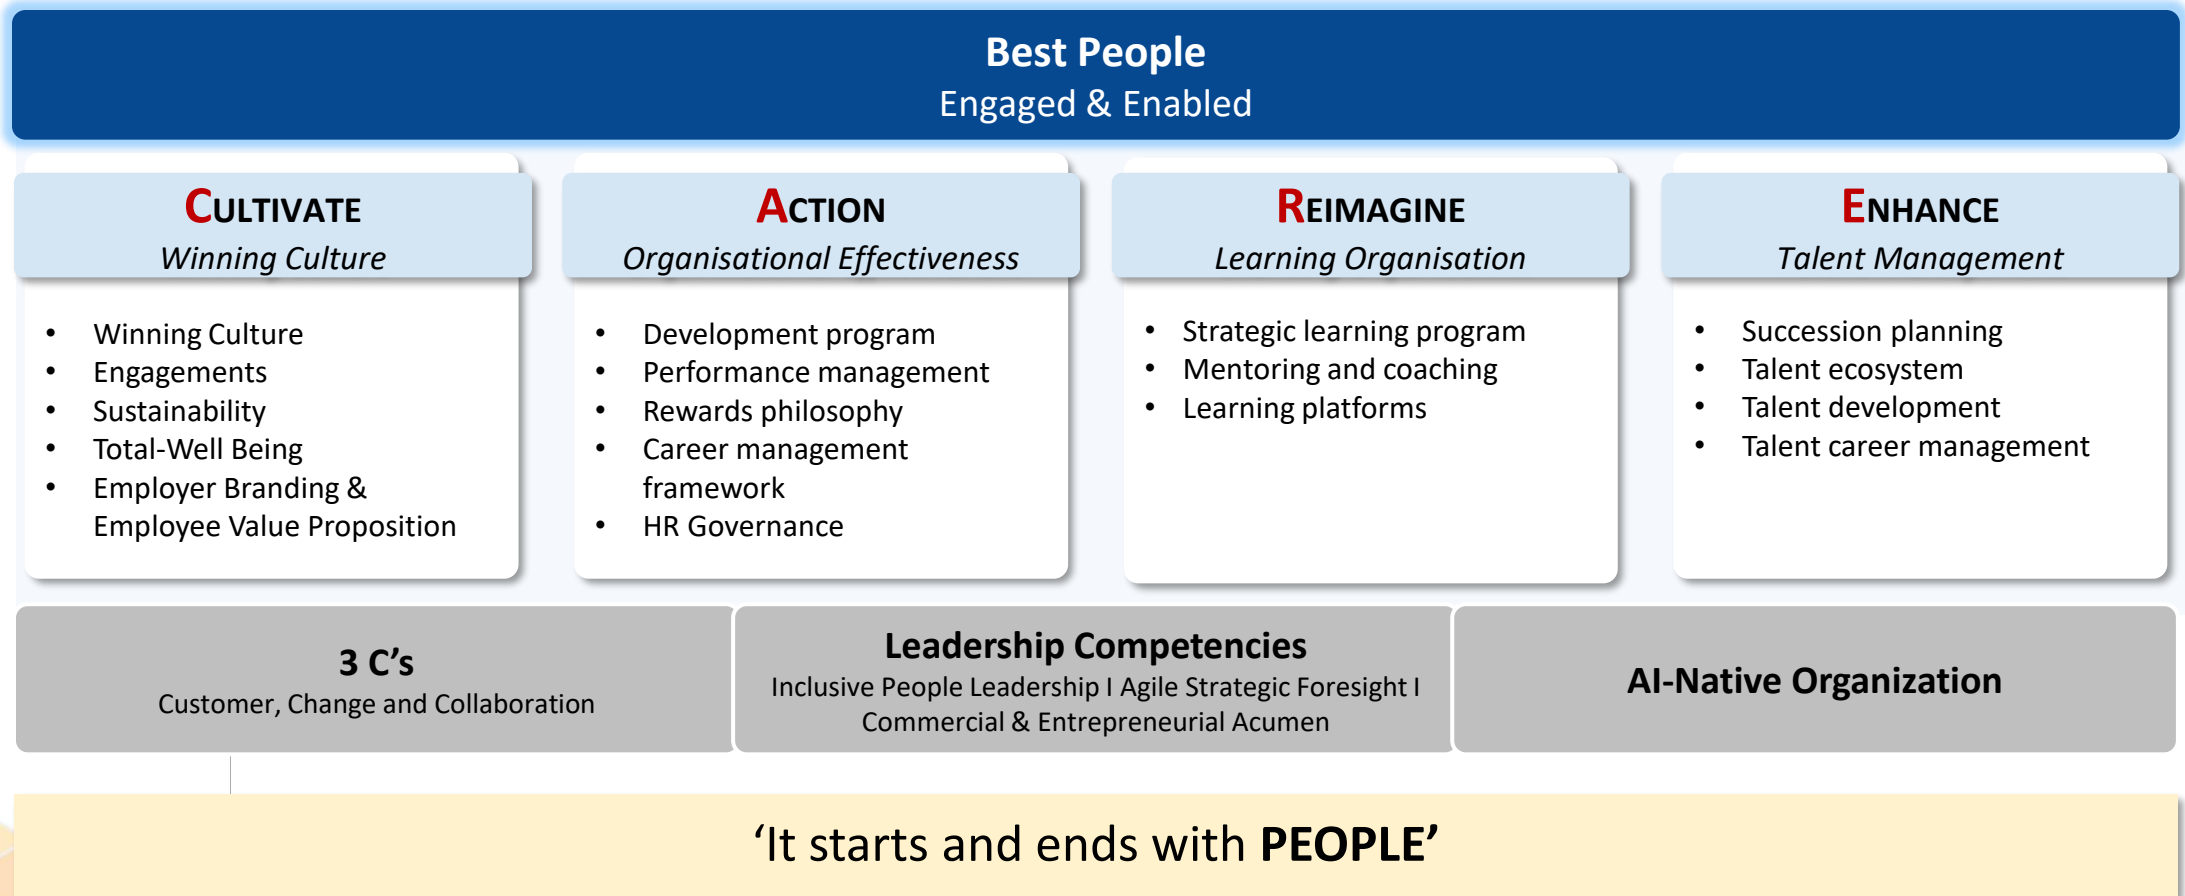 Best People
Engaged & Enabled
CULTIVATE
Winning Culture
• Winning Culture
• Engagements
• Sustainability
• Total-Well Being
• Employer Branding &
Employee Value Proposition
ACTION
Organisational Effectiveness
• Development program
• Performance management
• Rewards philosophy
• Career management
framework
• HR Governance
REIMAGINE
Learning Organisation
• Strategic learning program
• Mentoring and coaching
• Learning platforms
ENHANCE
Talent Management
• Succession planning
• Talent ecosystem
• Talent development
• Talent career management
3 C’s
Customer, Change and Collaboration
Leadership Competencies
Inclusive People Leadership I Agile Strategic Foresight I
Commercial & Entrepreneurial Acumen
AI-Native Organization
‘It starts and ends with PEOPLE’